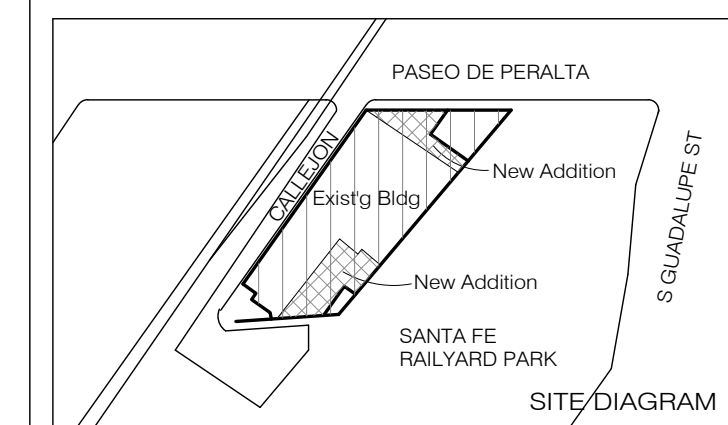 PASEO DE PERALTA
CALLEJON
S GUADALUPE ST
New Addition
Exist'g Bldg
New Addition
SANTA FE
RAILYARD PARK
SITE DIAGRAM